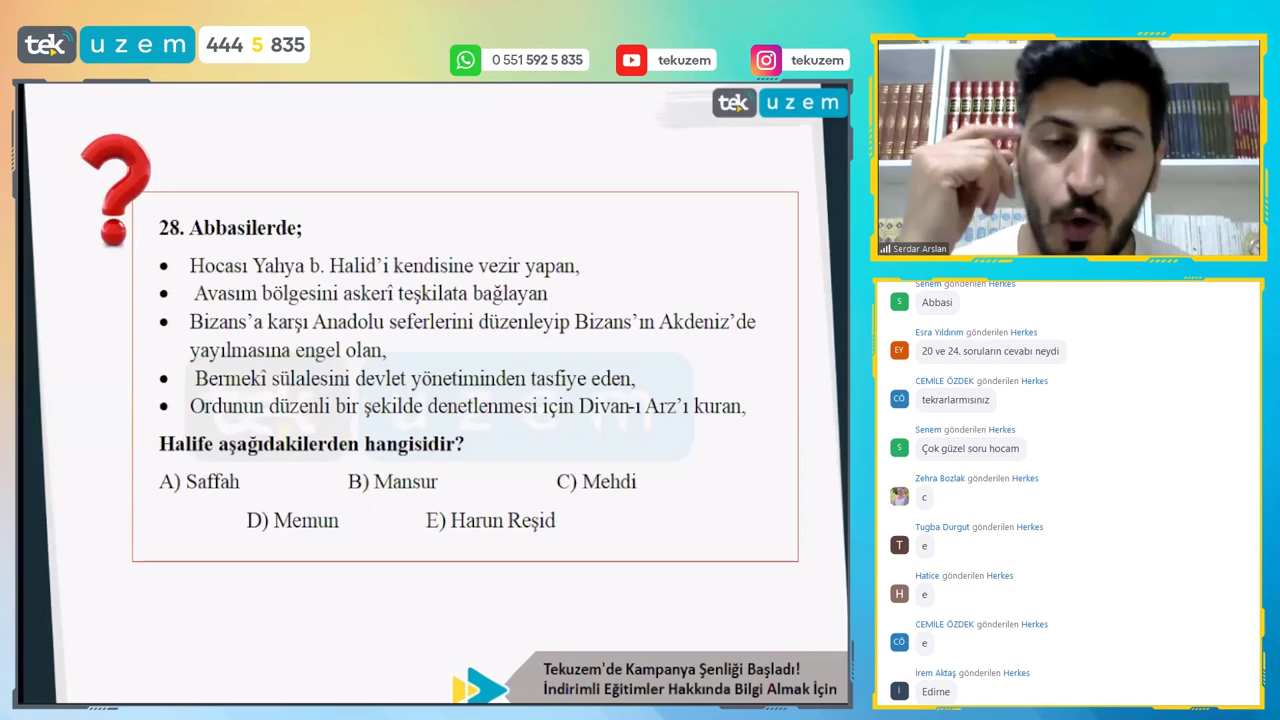 tek uzem 444 5 835
0 551 592 5 835
tekuzem
tekuzem
tek uzem
28. Abbasilerde;
• Hocası Yahya b. Halid’i kendisine vezir yapan,
• Avasım bölgesini askerî teşkilata bağlayan
• Bizans’a karşı Anadolu seferlerini düzenleyip Bizans’ın Akdeniz’de
yayılmasına engel olan,
• Bermekî sülalesini devlet yönetiminden tasfiye eden,
• Ordunun düzenli bir şekilde denetlenmesi için Divan-ı Arz’ı kuran,
Halife aşağıdakilerden hangisidir?
A) Saffah B) Mansur C) Mehdi
D) Memun E) Harun Reşid
Tekuzem'de Kampanya Şenliği Başladı!
İndirimli Eğitimler Hakkında Bilgi Almak İçin
Serdar Arslan
Senem gönderilen Herkes
S Abbasi
Esra Yıldırım gönderilen Herkes
EY 20 ve 24. soruların cevabı neydi
CEMİLE ÖZDEK gönderilen Herkes
CÖ tekrarlarmısınız
Senem gönderilen Herkes
S Çok güzel soru hocam
Zehra Bozlak gönderilen Herkes
c
Tugba Durgut gönderilen Herkes
T e
Hatice gönderilen Herkes
H e
CEMİLE ÖZDEK gönderilen Herkes
CÖ e
İrem Aktaş gönderilen Herkes
i Edirne